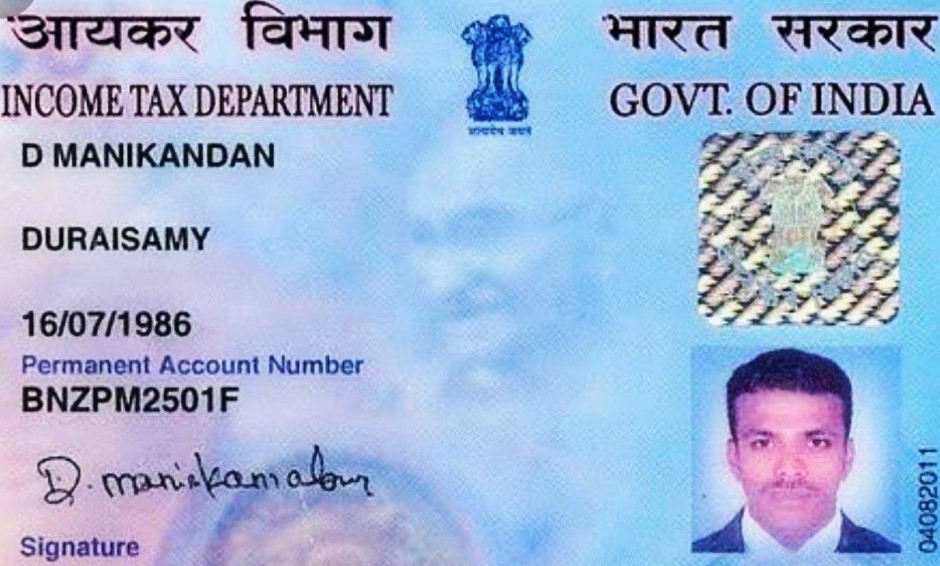 आयकर विभाग
भारत सरकार
INCOME TAX DEPARTMENT
GOVT. OF INDIA
सत्यमेव जयते
D MANIKANDAN
DURAISAMY
16/07/1986
Permanent Account Number
BNZPM2501F
D. manikandan
Signature
04082011